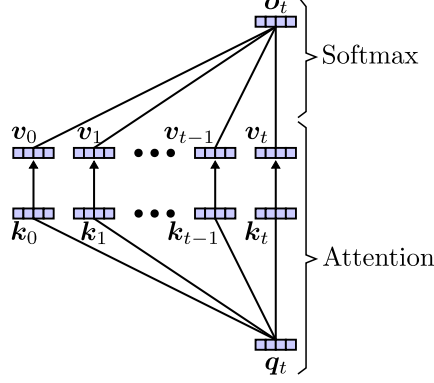 o_t
Softmax
v_0 v_1 v_{t−1} v_t
k_0 k_1 k_{t−1} k_t
Attention
q_t